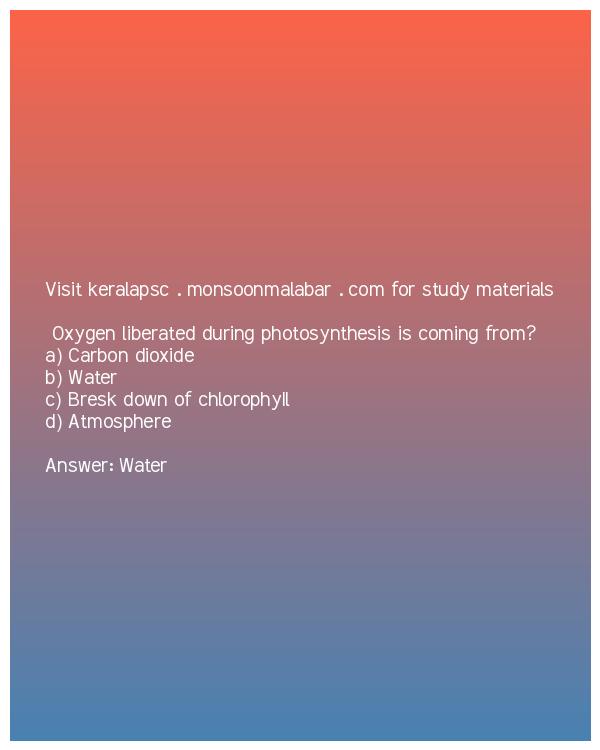 Visit keralapsc . monsoonmalabar . com for study materials
Oxygen liberated during photosynthesis is coming from?
a) Carbon dioxide
b) Water
c) Bresk down of chlorophyll
d) Atmosphere
Answer: Water